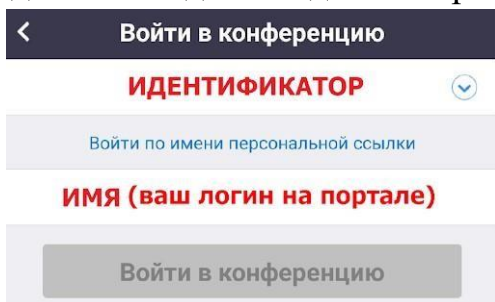 Войти в конференцию
ИДЕНТИФИКАТОР
Войти по имени персональной ссылки
ИМЯ (ваш логин на портале)
Войти в конференцию